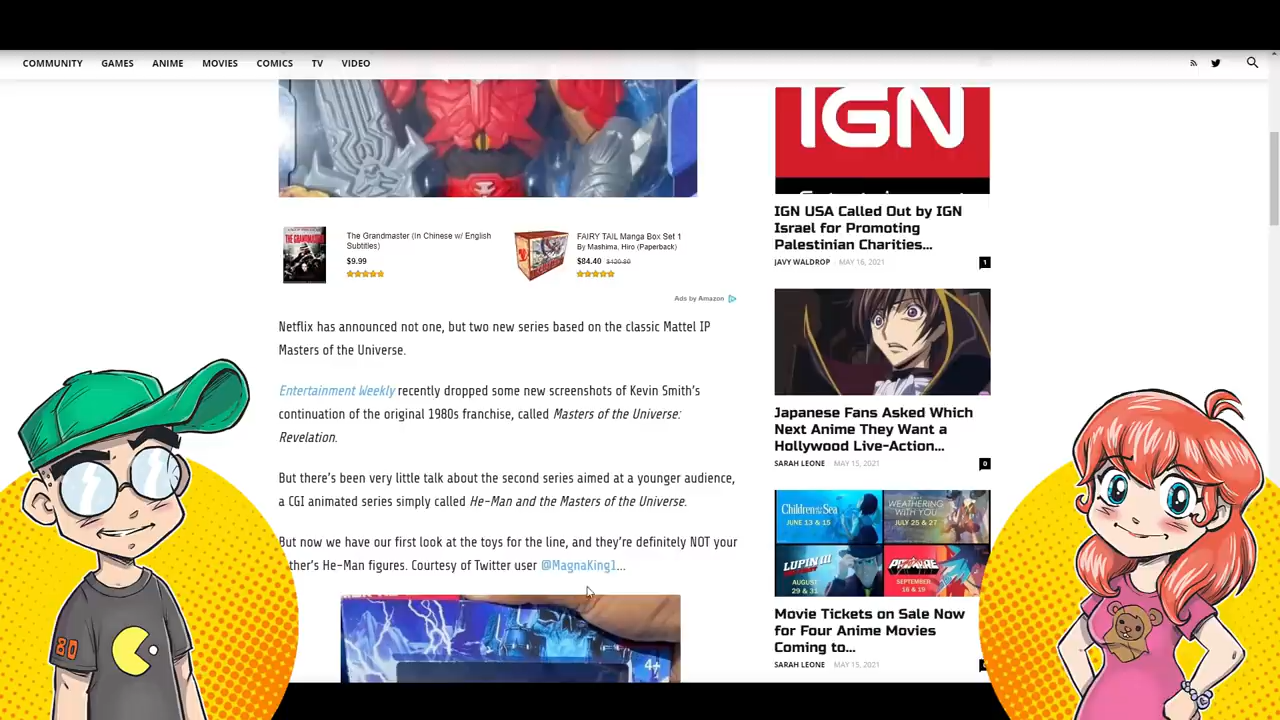 COMMUNITY GAMES ANIME MOVIES COMICS TV VIDEO
IGN
The Grandmaster (In Chinese w/ English
Subtitles)
$9.99
FAIRY TAIL Manga Box Set 1
By Mashima, Hiro (Paperback)
$84.40 $120.80
Ads by Amazon
Netflix has announced not one, but two new series based on the classic Mattel IP
Masters of the Universe.
Entertainment Weekly recently dropped some new screenshots of Kevin Smith's
continuation of the original 1980s franchise, called Masters of the Universe:
Revelation.
But there's been very little talk about the second series aimed at a younger audience,
a CGI animated series simply called He-Man and the Masters of the Universe.
But now we have our first look at the toys for the line, and they're definitely NOT your
ther's He-Man figures. Courtesy of Twitter user @MagnaKing1...
4+
IGN USA Called Out by IGN
Israel for Promoting
Palestinian Charities...
JAVY WALDROP - MAY 16, 2021 1
Japanese Fans Asked Which
Next Anime They Want a
Hollywood Live-Action...
SARAH LEONE - MAY 15, 2021 0
Children of the Sea
JUNE 13 & 15
WEATHERING
WITH YOU
JULY 25 & 27
LUPIN III
AUGUST
29 & 31
PROMARE
SEPTEMBER
16 & 19
Movie Tickets on Sale Now
for Four Anime Movies
Coming to...
SARAH LEONE - MAY 15, 2021
80